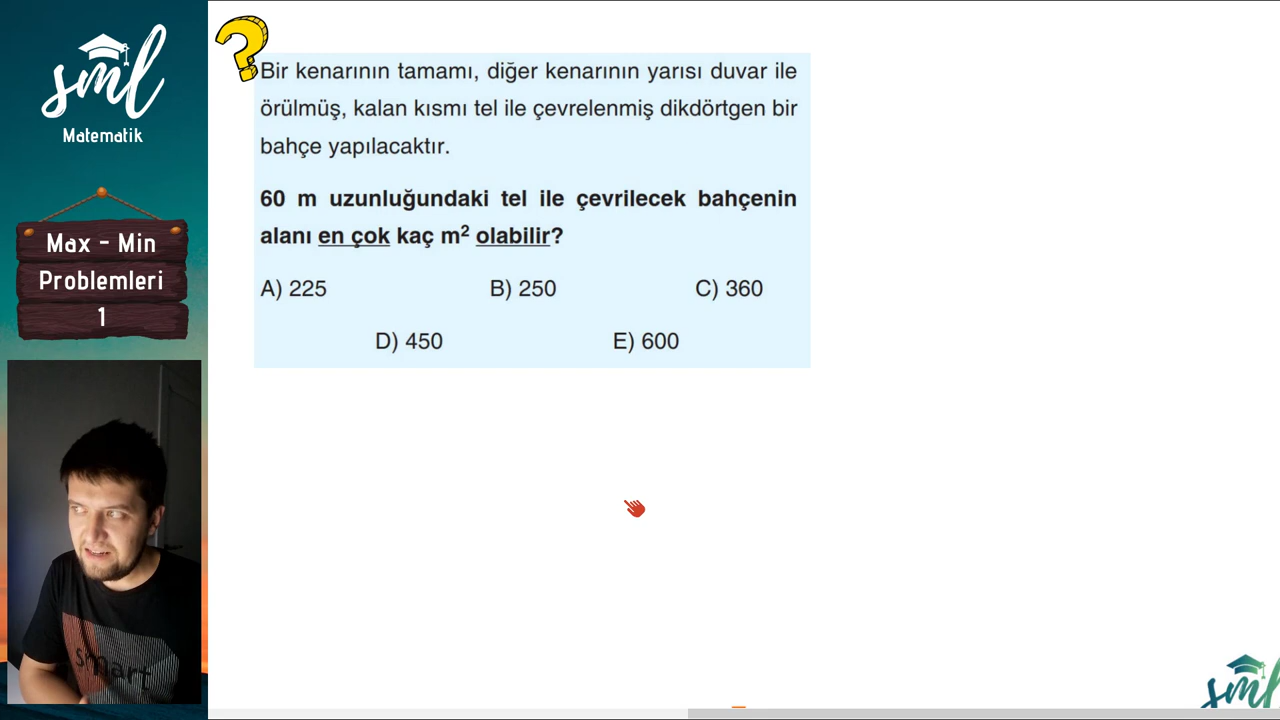 sml
Matematik
Max - Min
Problemleri
1
Bir kenarının tamamı, diğer kenarının yarısı duvar ile
örülmüş, kalan kısmı tel ile çevrelenmiş dikdörtgen bir
bahçe yapılacaktır.
60 m uzunluğundaki tel ile çevrilecek bahçenin
alanı en çok kaç m² olabilir?
A) 225 B) 250 C) 360
D) 450 E) 600
smart
sml